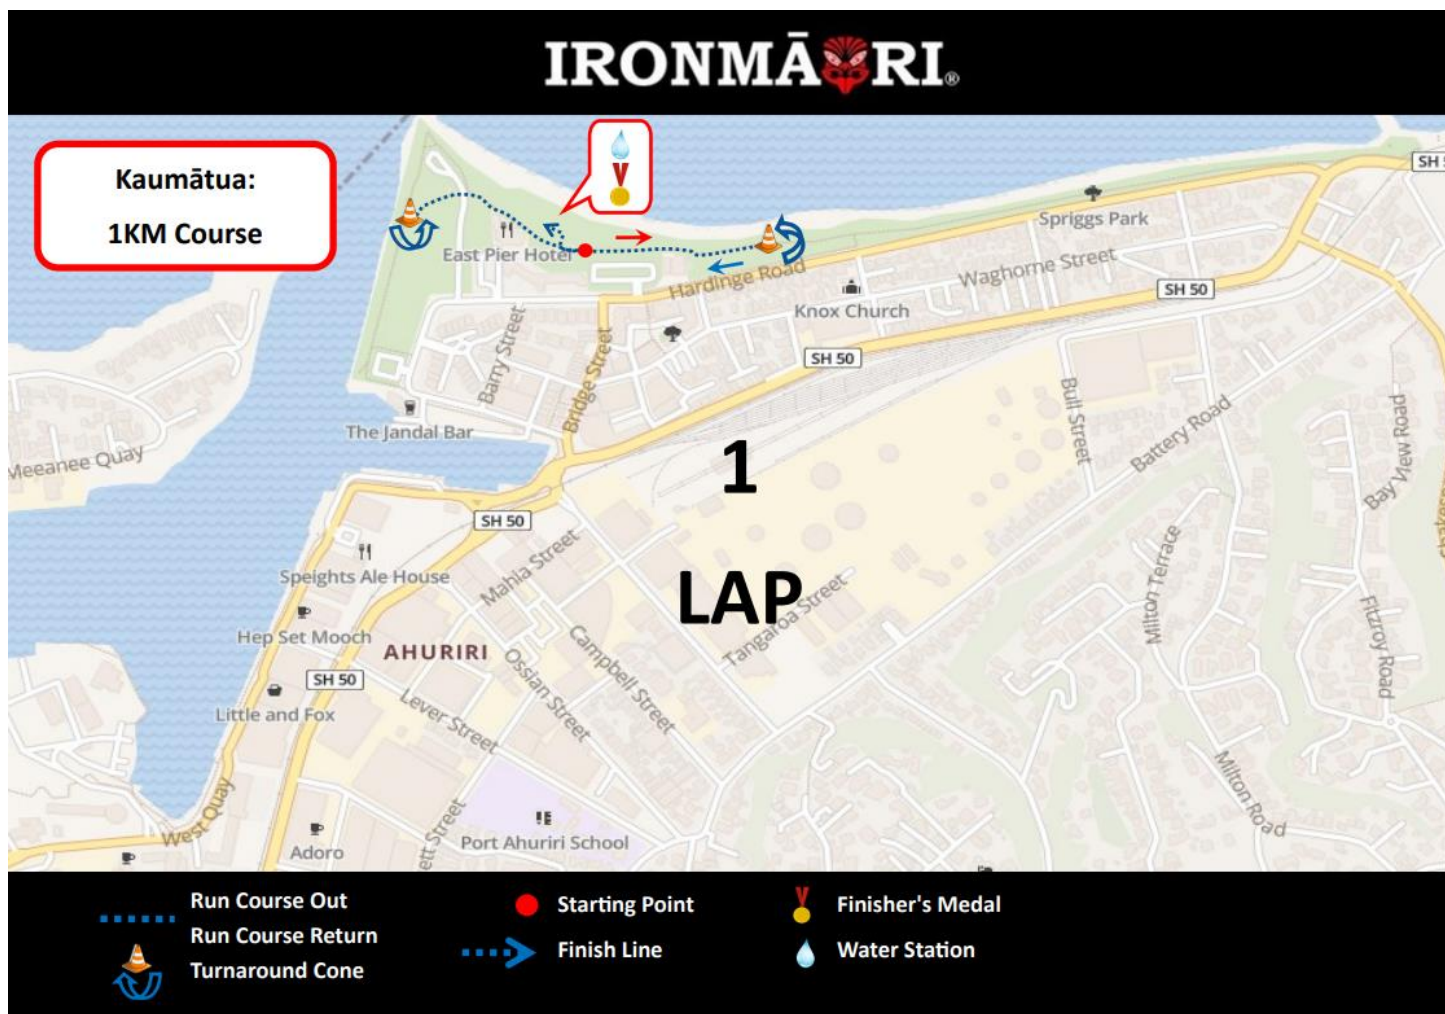 IRONMĀORI®
Kaumātua:
1KM Course
SH 5
Spriggs Park
East Pier Hotel
Hardinge Road
Waghorne Street
SH 50
Knox Church
Barry Street
Bridge Street
SH 50
Bull Street
Battery Road
Bay View Road
The Jandal Bar
Meeanee Quay
1
LAP
SH 50
Speights Ale House
Mahia Street
Milton Terrace
Fitzroy Road
Hep Set Mooch
AHURIRI
Tangaroa Street
Campbell Street
Ossian Street
SH 50
Little and Fox
Lever Street
Milton Road
West Quay
Adoro
Port Ahuriri School
ett Street
Run Course Out
Run Course Return
Turnaround Cone
Starting Point
Finish Line
Finisher's Medal
Water Station